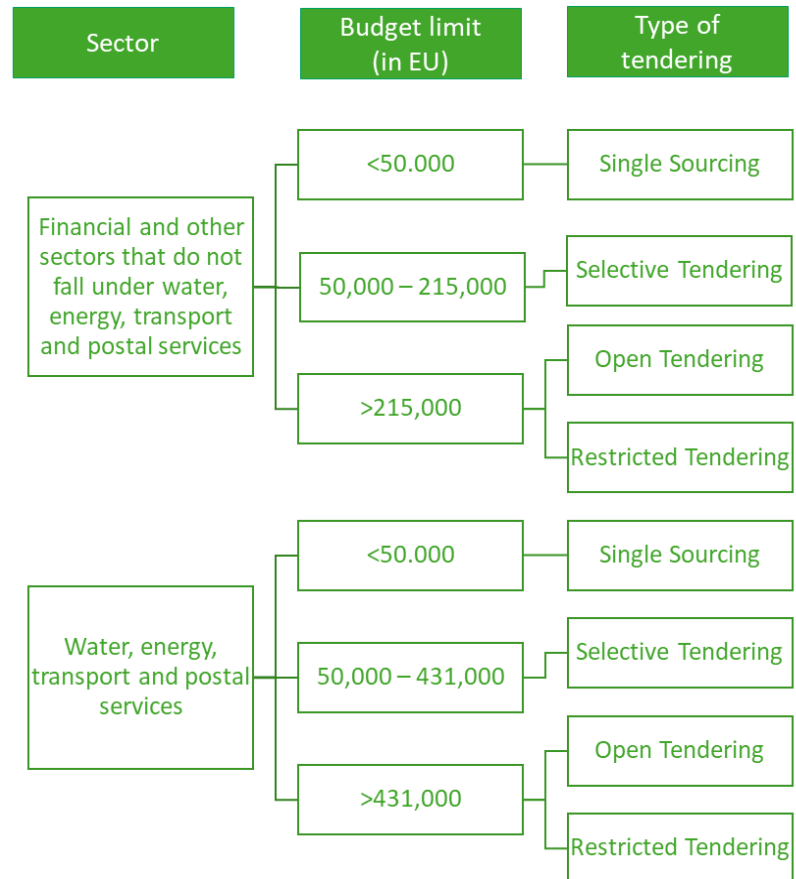 Sector
Budget limit
(in EU)
Type of
tendering
Financial and other
sectors that do not
fall under water,
energy, transport
and postal services
<50.000
Single Sourcing
50,000 – 215,000
Selective Tendering
>215,000
Open Tendering
Restricted Tendering
Water, energy,
transport and postal
services
<50.000
Single Sourcing
50,000 – 431,000
Selective Tendering
>431,000
Open Tendering
Restricted Tendering